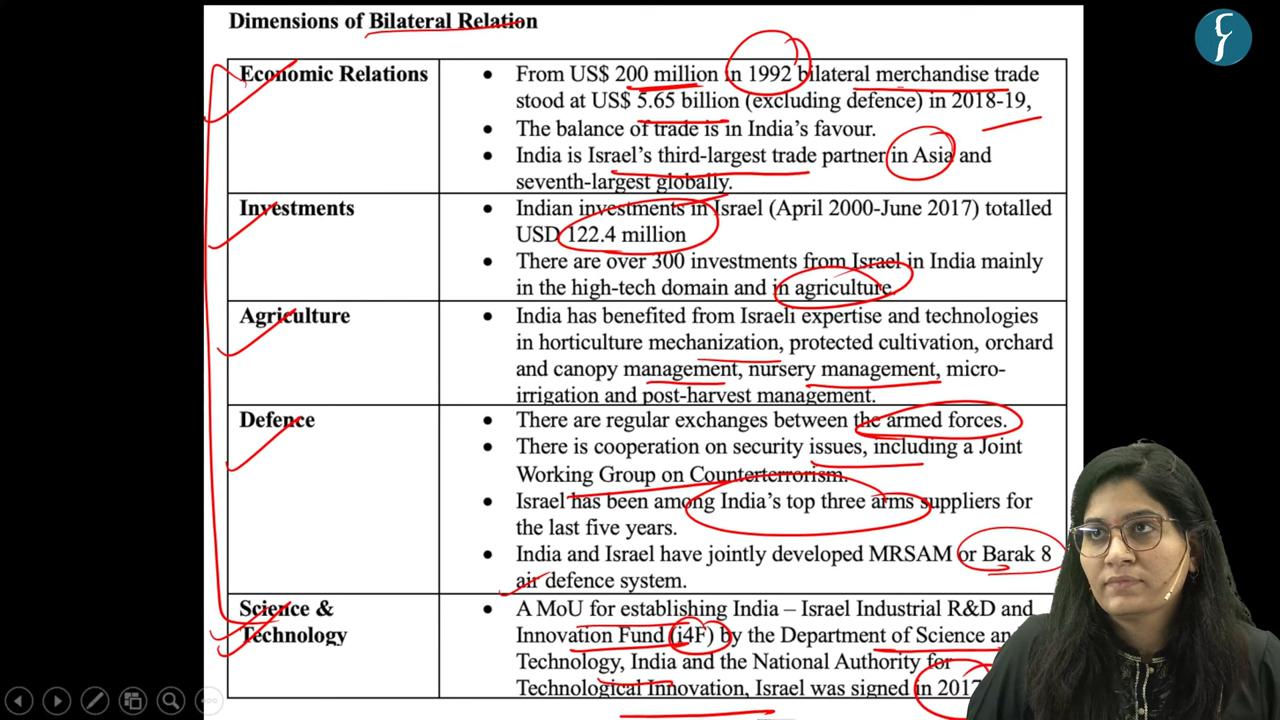 Dimensions of Bilateral Relation
Economic Relations
• From US$ 200 million in 1992 bilateral merchandise trade
stood at US$ 5.65 billion (excluding defence) in 2018-19,
• The balance of trade is in India's favour.
• India is Israel's third-largest trade partner in Asia and
seventh-largest globally.
Investments
• Indian investments in Israel (April 2000-June 2017) totalled
USD 122.4 million
• There are over 300 investments from Israel in India mainly
in the high-tech domain and in agriculture.
Agriculture
• India has benefited from Israeli expertise and technologies
in horticulture mechanization, protected cultivation, orchard
and canopy management, nursery management, micro-
irrigation and post-harvest management.
Defence
• There are regular exchanges between the armed forces.
• There is cooperation on security issues, including a Joint
Working Group on Counterterrorism.
• Israel has been among India's top three arms suppliers for
the last five years.
• India and Israel have jointly developed MRSAM or Barak 8
air defence system.
Science &
Technology
• A MoU for establishing India – Israel Industrial R&D and
Innovation Fund (i4F) by the Department of Science an
Technology, India and the National Authority for
Technological Innovation, Israel was signed in 2017